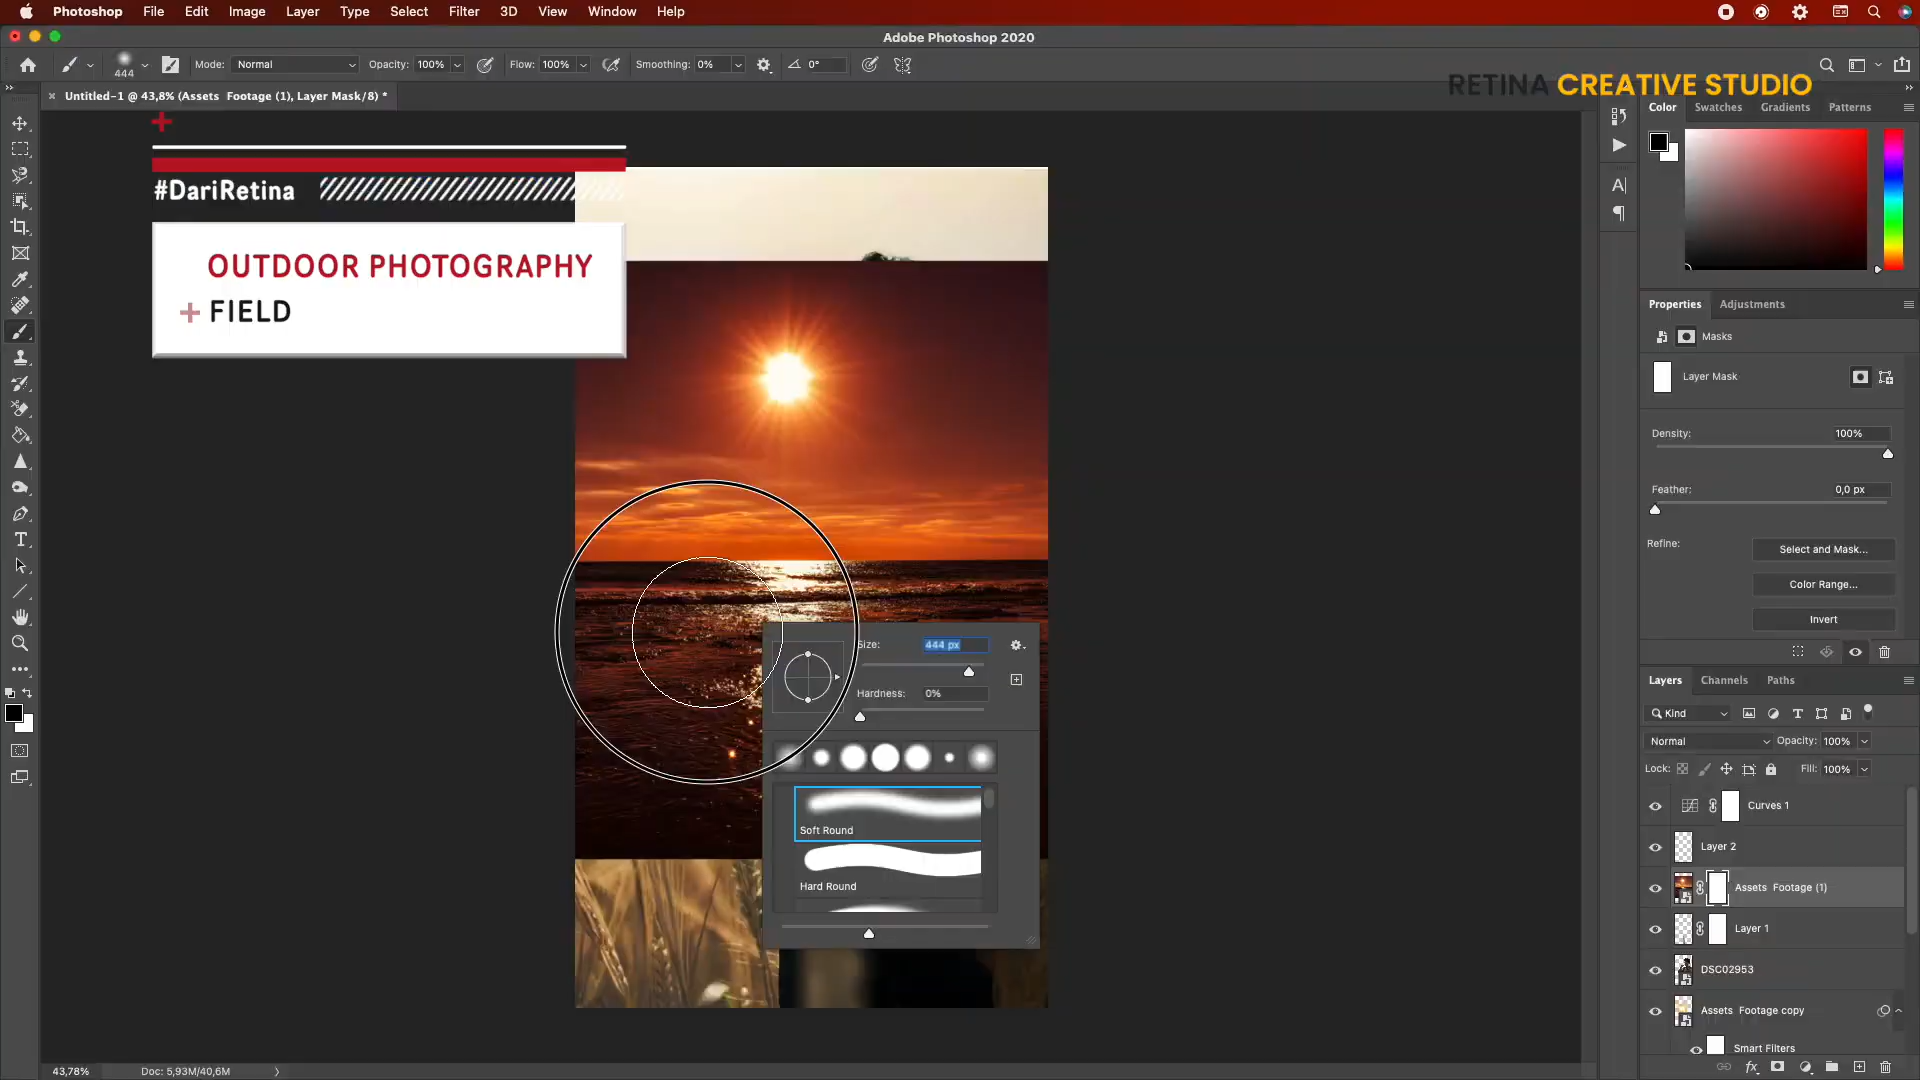 Photoshop File Edit Image Layer Type Select Filter 3D View Window Help
Adobe Photoshop 2020
444 Mode: Normal Opacity: 100% Flow: 100% Smoothing: 0% 0°
RETINA CREATIVE STUDIO
Untitled-1 @ 43,8% (Assets Footage (1), Layer Mask/8) *
Color Swatches Gradients Patterns
#DariRetina
OUTDOOR PHOTOGRAPHY
FIELD
Properties Adjustments
Masks
Layer Mask
Density: 100%
Feather: 0,0 px
Refine: Select and Mask...
Color Range...
Invert
Size: 444 px
Hardness: 0%
Soft Round
Hard Round
Layers Channels Paths
Kind
Normal Opacity: 100%
Lock: Fill: 100%
Curves 1
Layer 2
Assets Footage (1)
Layer 1
DSC02953
Assets Footage copy
Smart Filters
43,78% Doc: 5,93M/40,6M